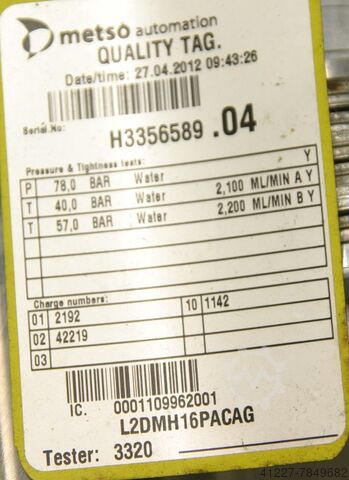 metso automation
QUALITY TAG.
Date/time: 27.04.2012 09:43:26
Serial.No:
H3356589 .04
Pressure & Tightness tests: Y
P 78,0 BAR Water
T 40,0 BAR Water 2,100 ML/MIN A Y
T 57,0 BAR Water 2,200 ML/MIN B Y
Charge numbers:
01 2192 10 1142
02 42219
03
IC. 0001109962001
L2DMH16PACAG
Tester: 3320
41227-7849682